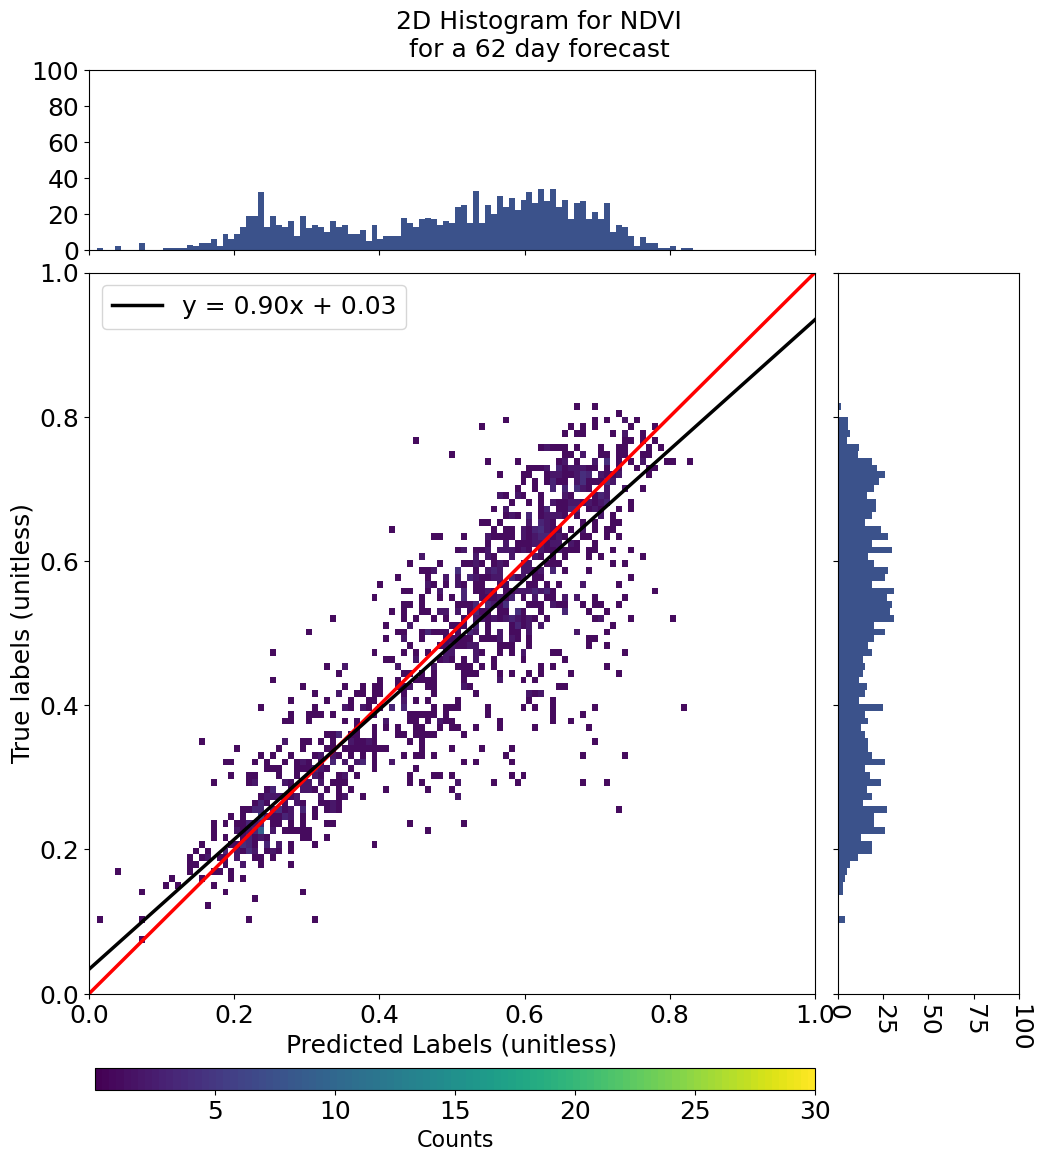 2D Histogram for NDVI
for a 62 day forecast
100
80
60
40
20
0
1.0
0.8
0.6
0.4
0.2
0.0
True labels (unitless)
y = 0.90x + 0.03
0.0 0.2 0.4 0.6 0.8 1.0
Predicted Labels (unitless)
0 25 50 75 100
5 10 15 20 25 30
Counts